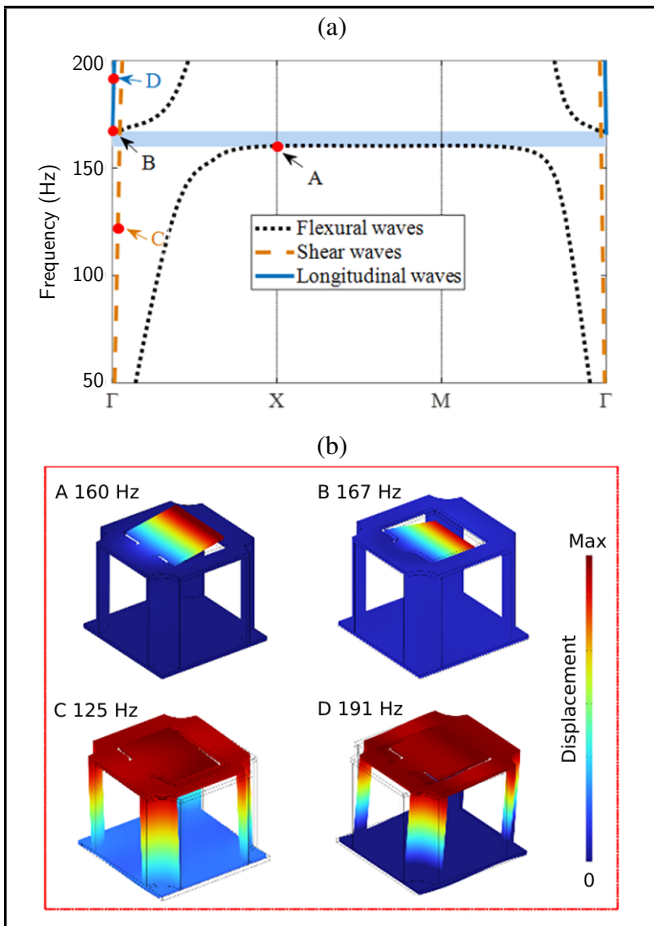 (a)
Frequency (Hz)
200
150
100
50
D
B
A
C
Flexural waves
Shear waves
Longitudinal waves
Γ X M Γ
(b)
A 160 Hz B 167 Hz
Max
Displacement
C 125 Hz D 191 Hz
0